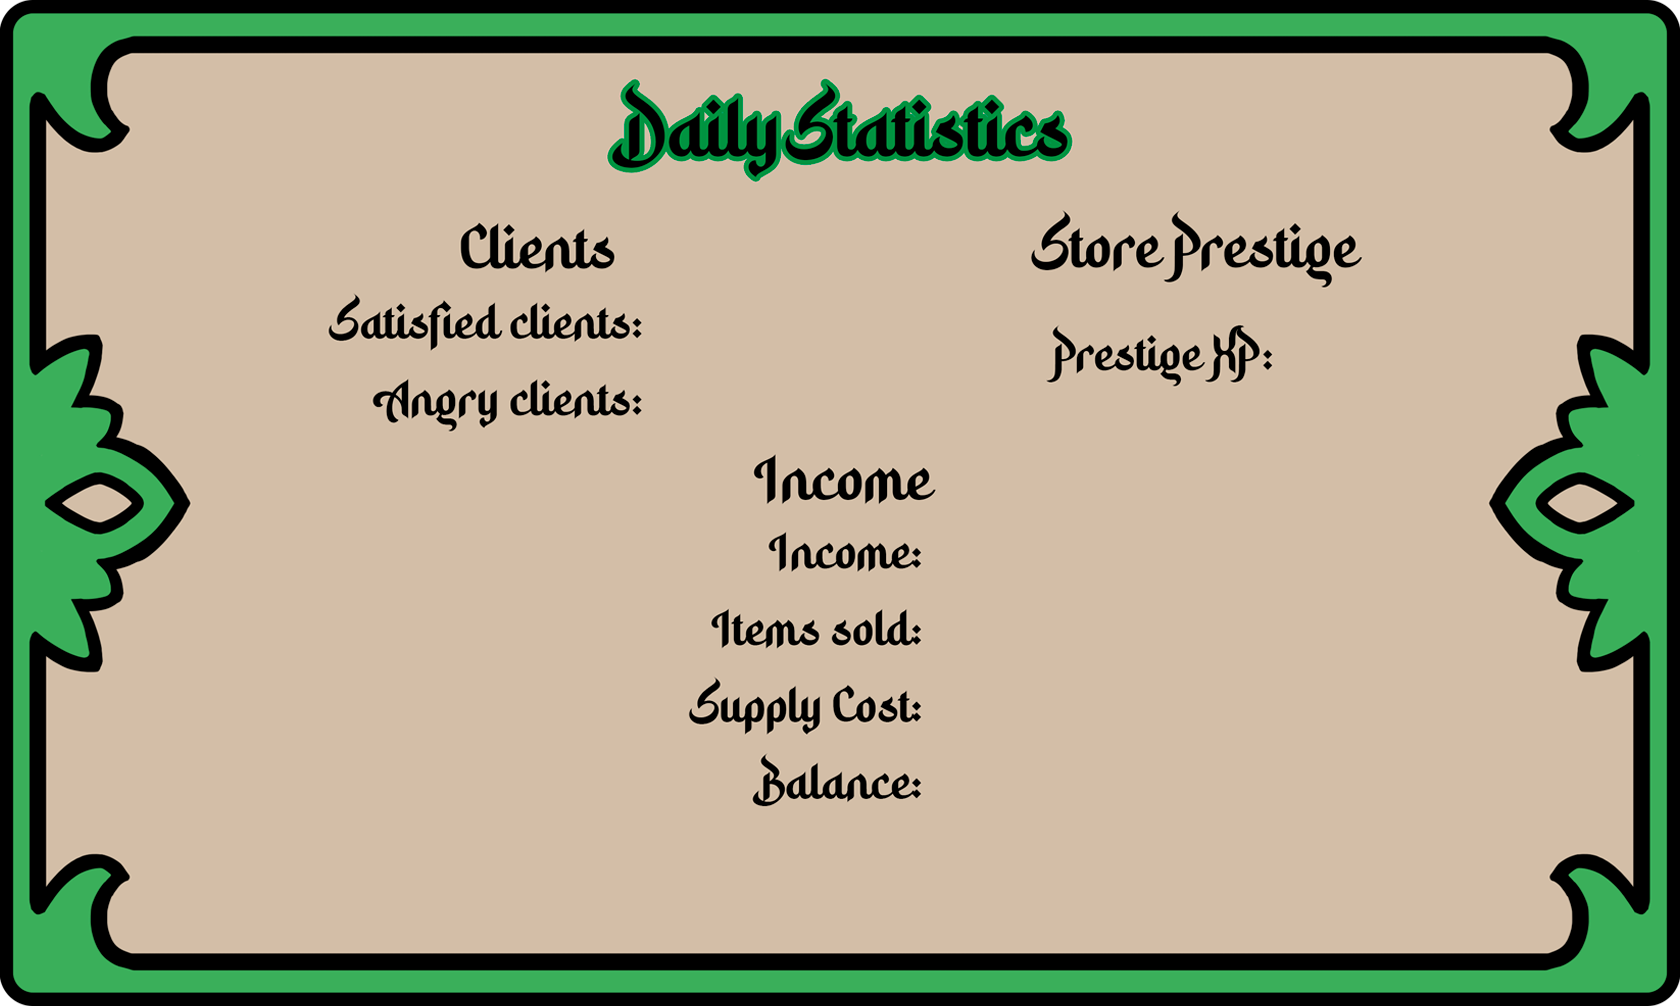 Daily Statistics
Clients
Satisfied clients:
Angry clients:
Store Prestige
Prestige XP:
Income
Income:
Items sold:
Supply Cost:
Balance: